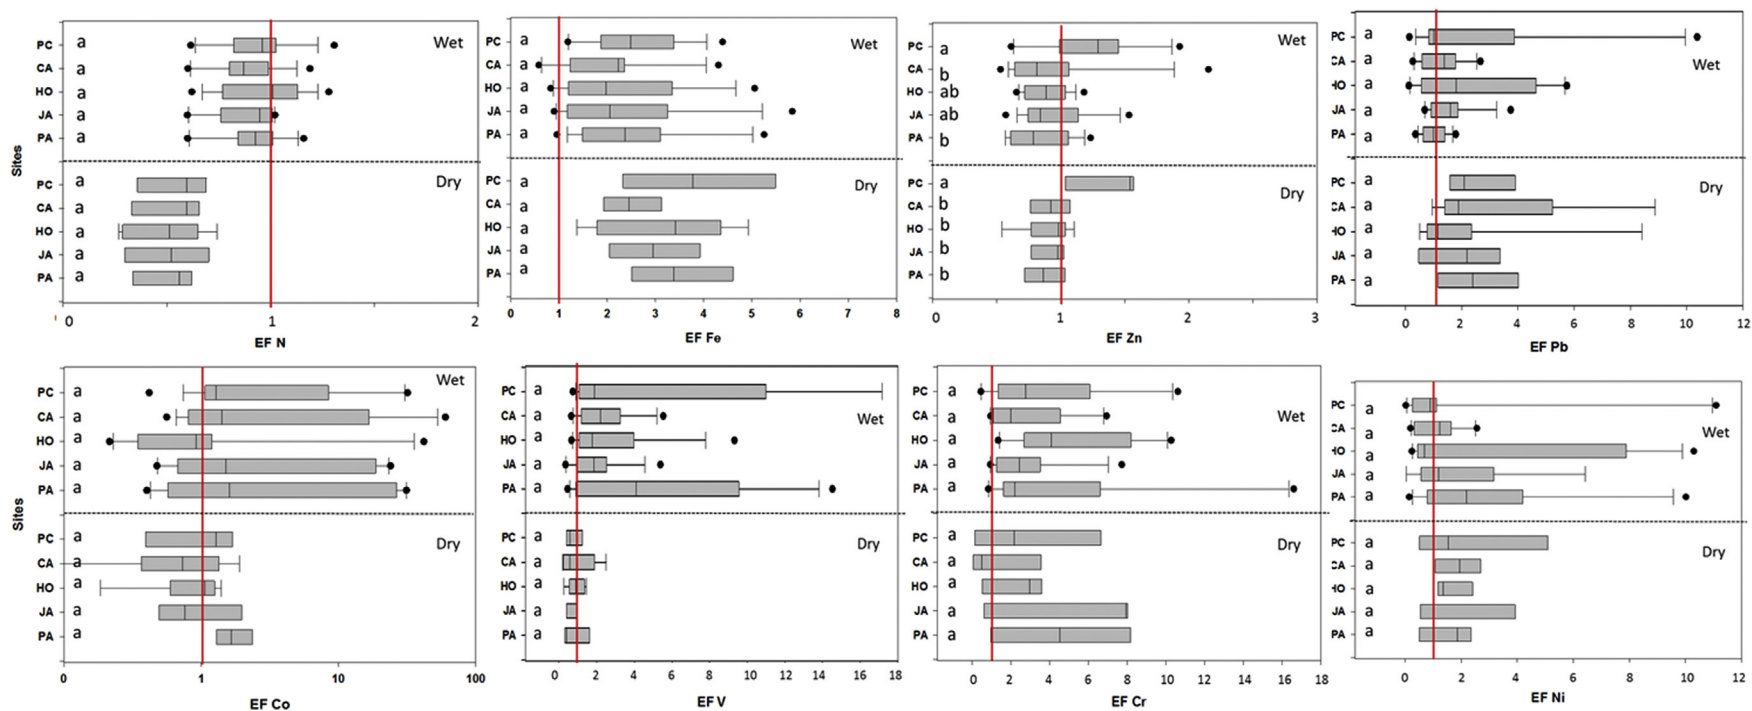 Sites
PC a Wet
CA a
HO a
JA a
PA a
PC a Dry
CA a
HO a
JA a
PA a
0 1 2
EF N
PC a Wet
CA a
HO a
JA a
PA a
PC a Dry
CA a
HO a
JA a
PA a
0 1 2 3 4 5 6 7 8
EF Fe
PC a Wet
CA b
HO ab
JA ab
PA b
PC a Dry
CA b
HO b
JA b
PA b
0 1 2 3
EF Zn
PC a
CA a Wet
HO a
JA a
PA a
PC a Dry
CA a
HO a
JA a
PA a
0 2 4 6 8 10 12
EF Pb
Sites
PC a Wet
CA a
HO a
JA a
PA a
PC a Dry
CA a
HO a
JA a
PA a
0 1 10 100
EF Co
PC a
CA a Wet
HO a
JA a
PA a
PC a Dry
CA a
HO a
JA a
PA a
0 2 4 6 8 10 12 14 16 18
EF V
PC a
CA a Wet
HO a
JA a
PA a
PC a Dry
CA a
HO a
JA a
PA a
0 2 4 6 8 10 12 14 16 18
EF Cr
PC a
CA a Wet
HO a
JA a
PA a
PC a Dry
CA a
HO a
JA a
PA a
0 2 4 6 8 10 12
EF Ni